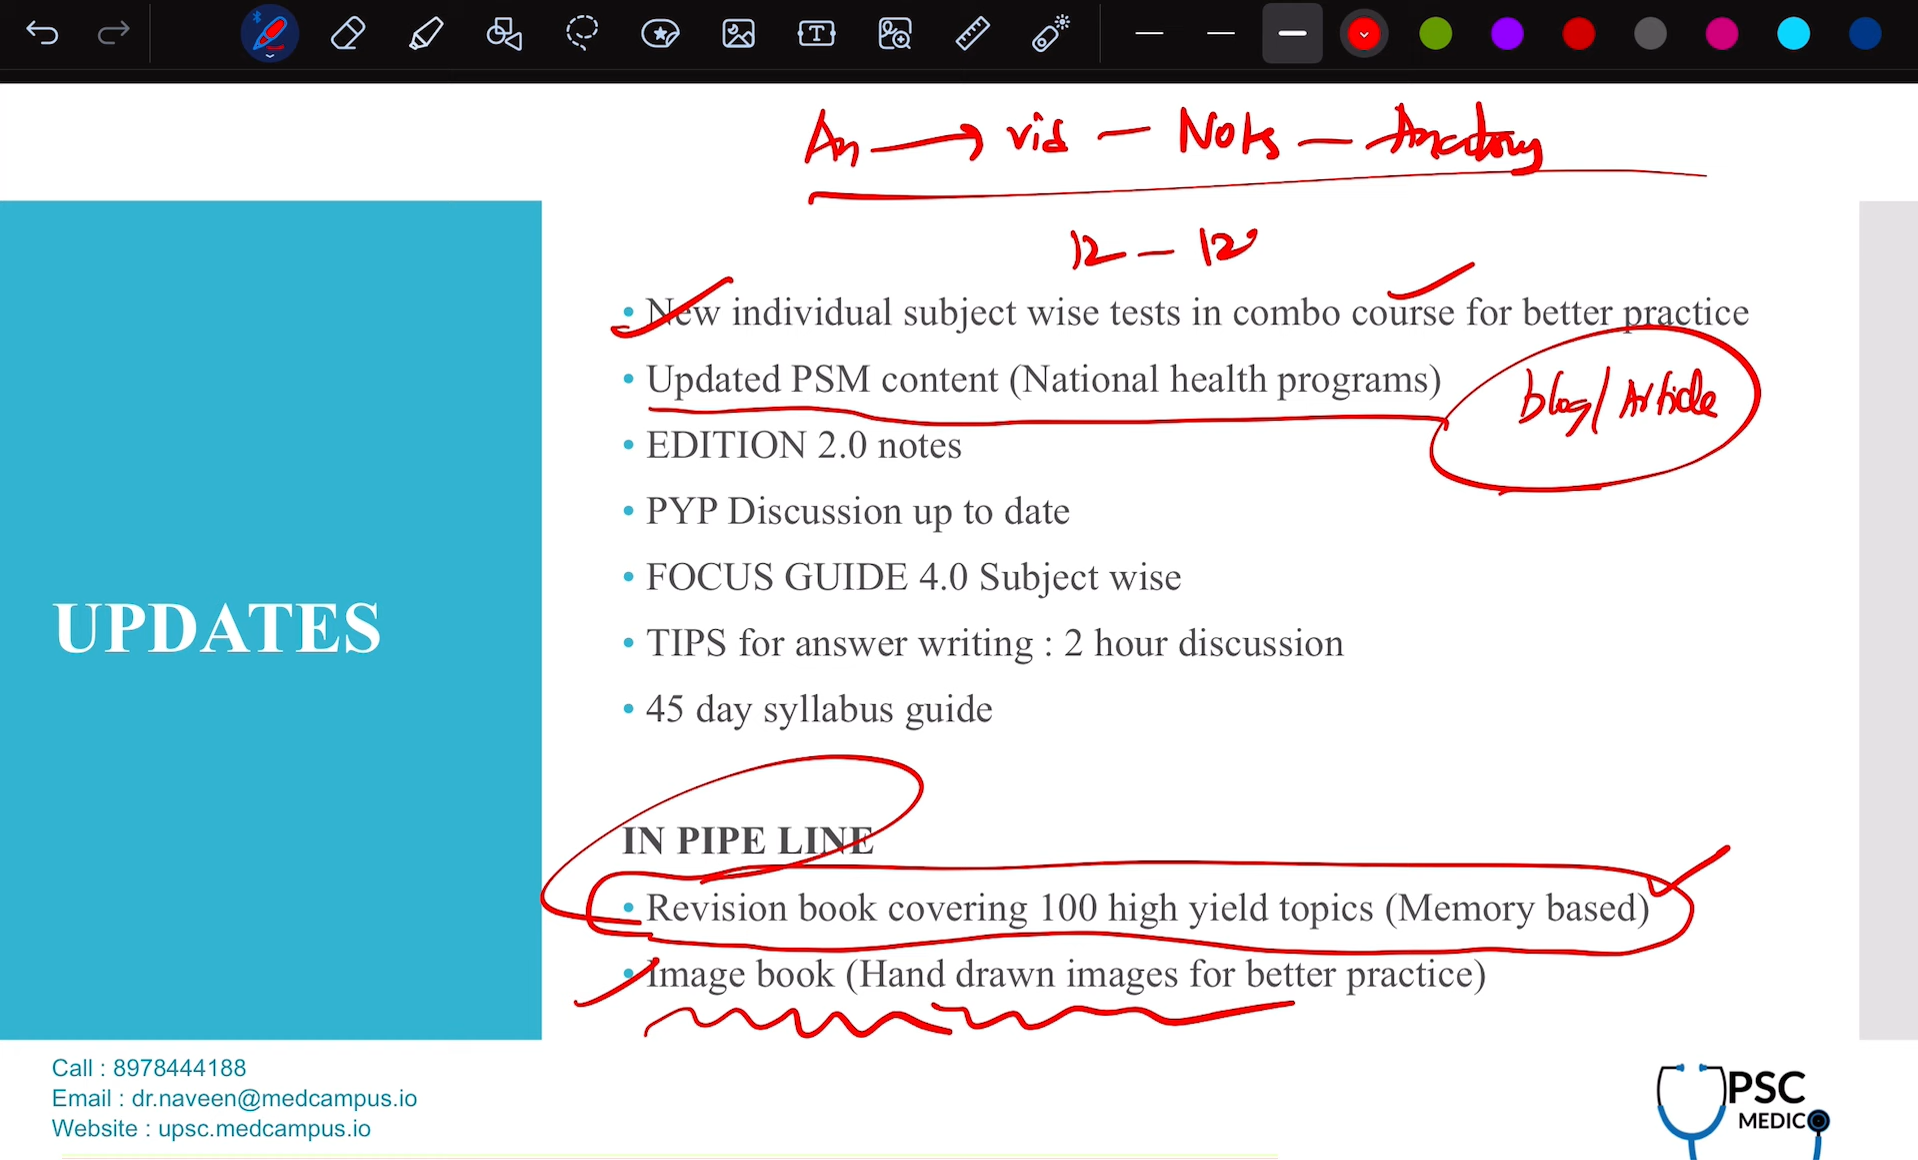 An → vid — Notes — Anatomy
12 — 12
• New individual subject wise tests in combo course for better practice
• Updated PSM content (National health programs)
blog/Article
• EDITION 2.0 notes
• PYP Discussion up to date
• FOCUS GUIDE 4.0 Subject wise
UPDATES
• TIPS for answer writing : 2 hour discussion
• 45 day syllabus guide
IN PIPE LINE
• Revision book covering 100 high yield topics (Memory based)
• Image book (Hand drawn images for better practice)
Call : 8978444188
Email : dr.naveen@medcampus.io
Website : upsc.medcampus.io
UPSC
MEDICO